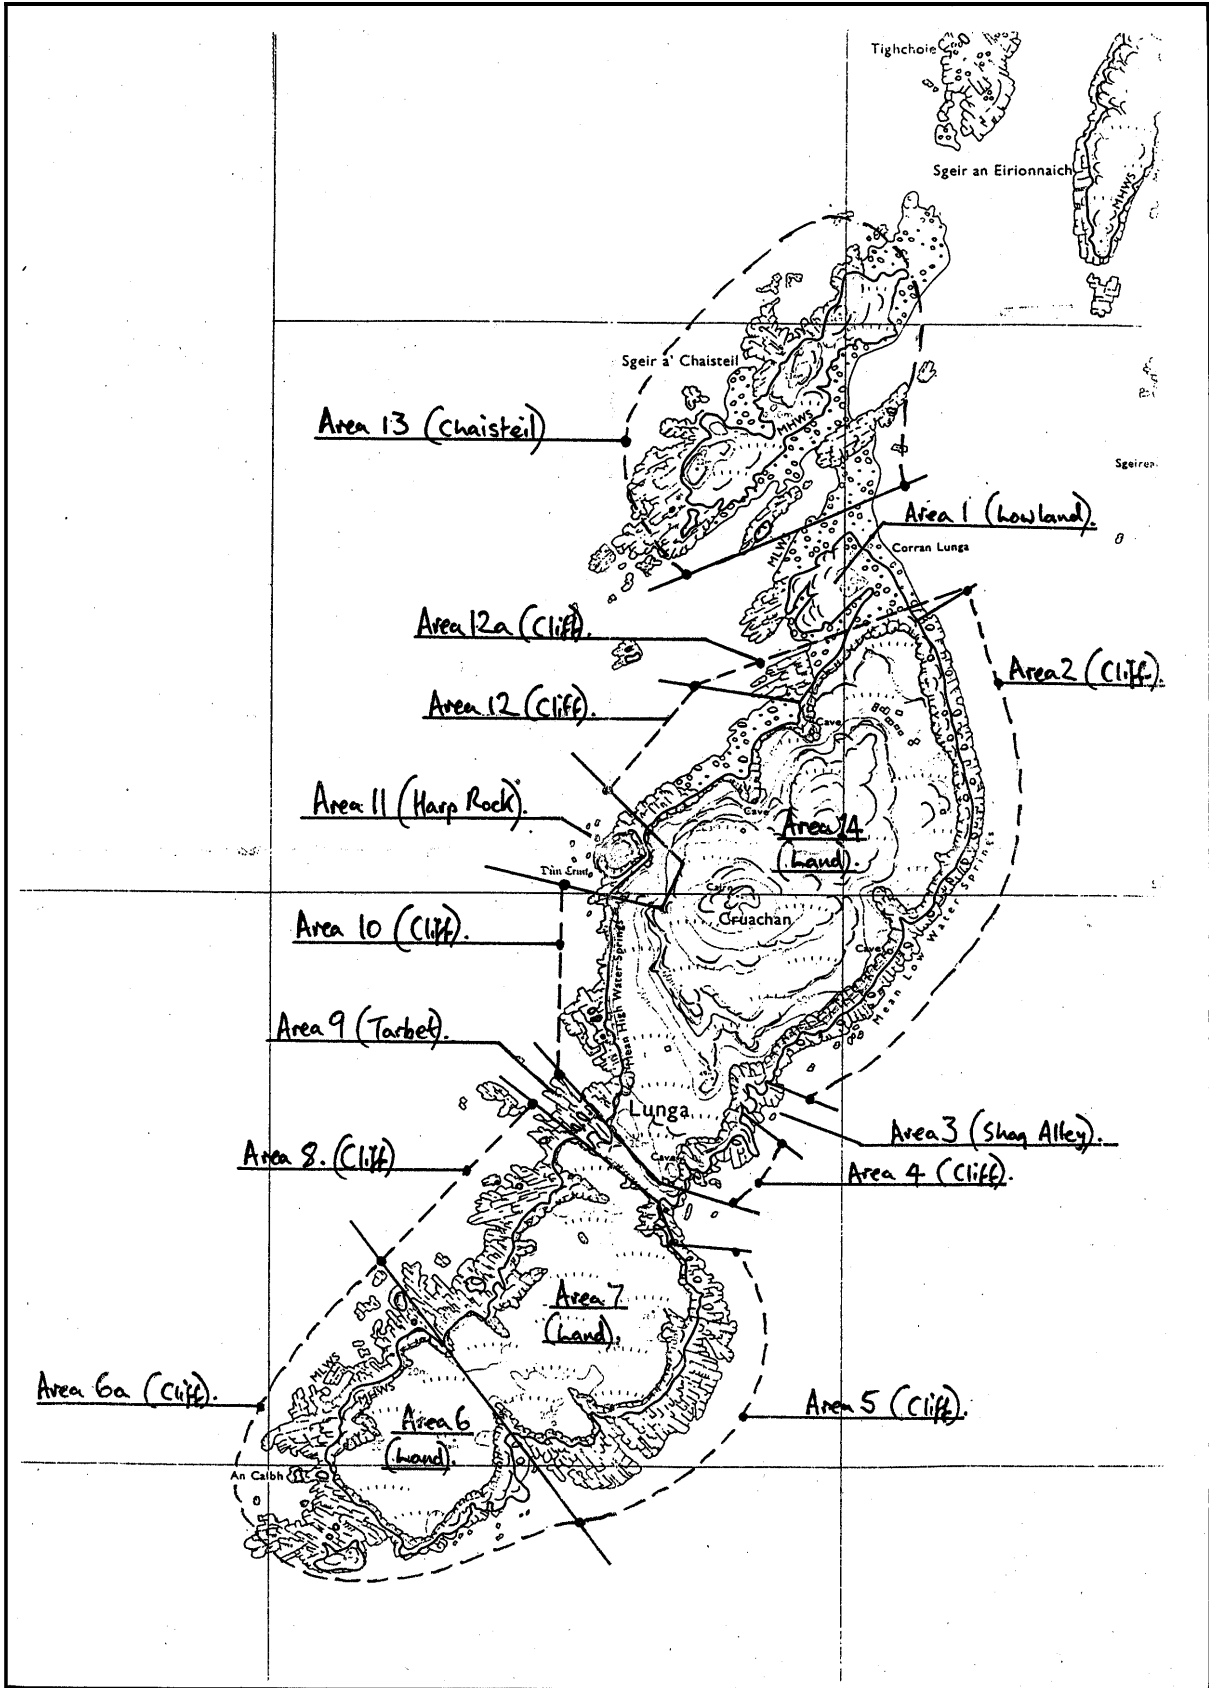 Tighchoie
Sgeir an Eirionnaich
MHWS
Sgeir a' Chaisteil
Area 13 (Chaisteil)
MHWS
Area 1 (Lowland).
MLWS
Corran Lunga
Area 12a (Cliff).
Area 2 (Cliff).
Area 12 (Cliff).
Cave
Area 11 (Harp Rock).
Cave
Area 14
(Land).
Cairn
Cruachan
Area 10 (Cliff).
Cave
Mean High Water Springs
Mean Low Water Springs
Area 9 (Tarbet).
Lunga
Area 3 (Shag Alley).
Area 8. (Cliff)
Cave
Area 4 (Cliff).
Area 7
(Land).
MLWS
MHWS
20m
Area 6a (Cliff).
Area 5 (Cliff).
Area 6
(Land).
An Calbh